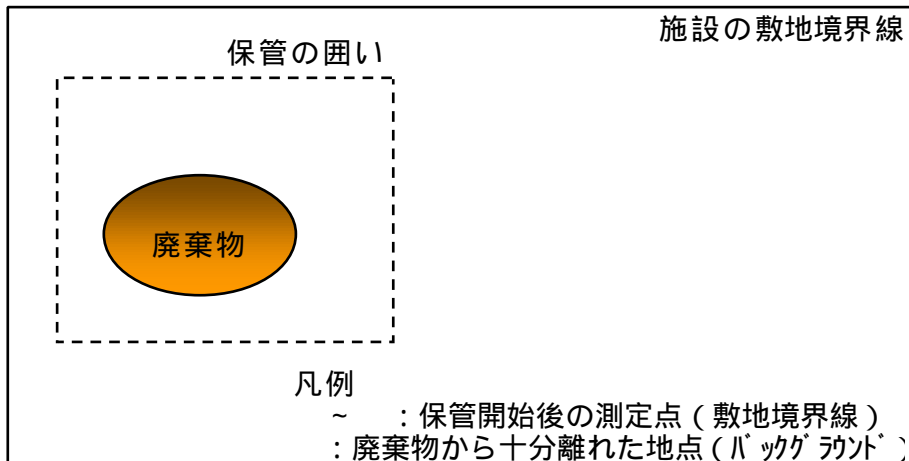 施設の敷地境界線
保管の囲い
廃棄物
凡例
~ :保管開始後の測定点(敷地境界線)
:廃棄物から十分離れた地点(バックグラウンド)